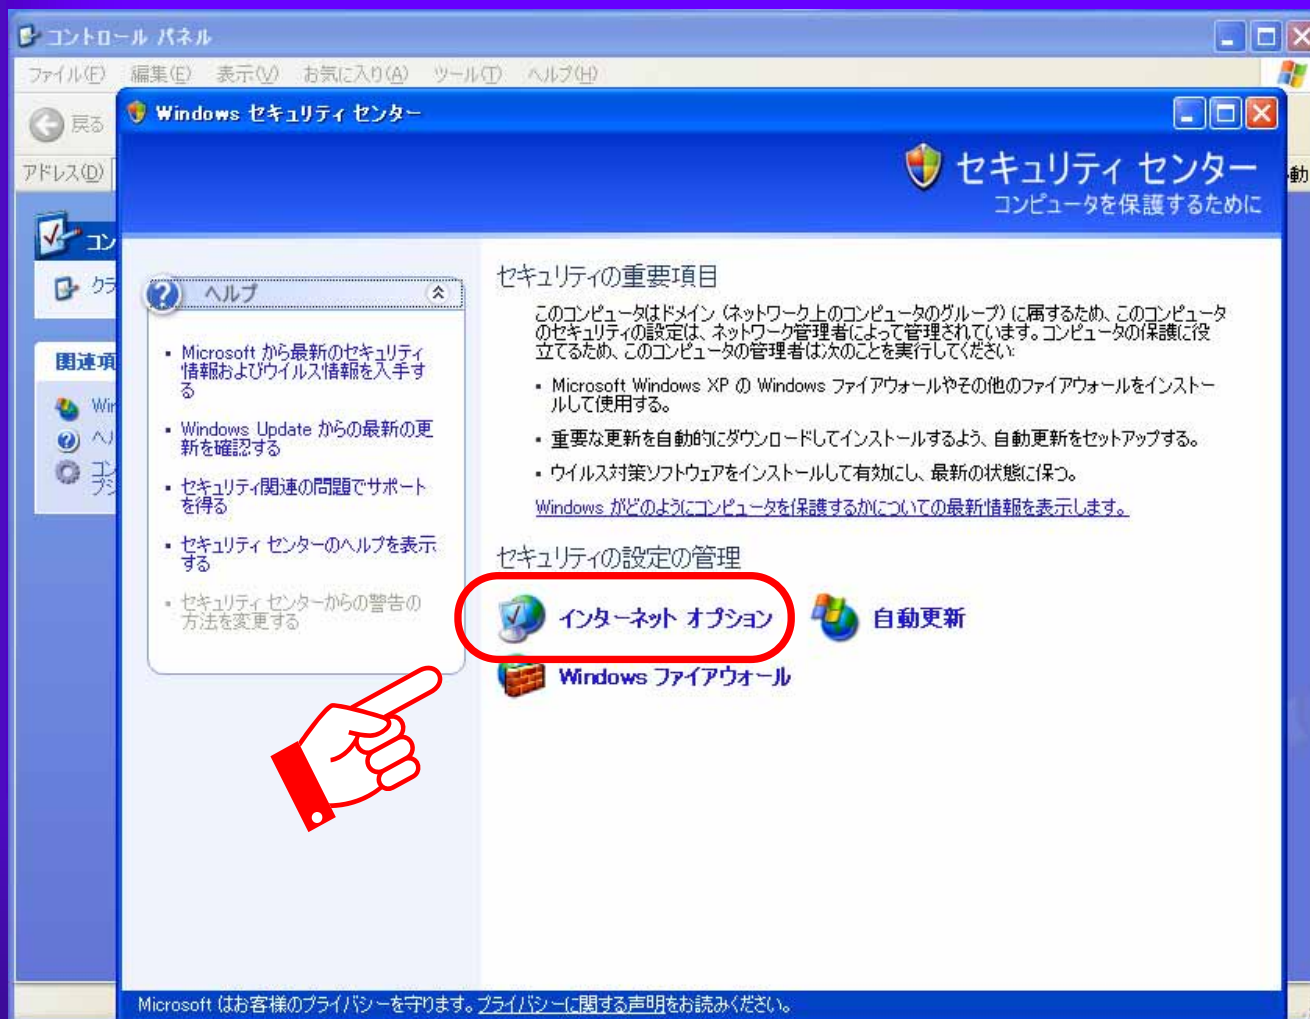 コントロール パネル
ファイル(F) 編集(E) 表示(V) お気に入り(A) ツール(T) ヘルプ(H)
戻る
アドレス(D)
動
Windows セキュリティ センター
セキュリティ センター
コンピュータを保護するために
コン
クラ
関連項
Win
ヘル
コン
プシ
ヘルプ
Microsoft から最新のセキュリティ
情報およびウイルス情報を入手す
る
Windows Update からの最新の更
新を確認する
セキュリティ関連の問題でサポート
を得る
セキュリティ センターのヘルプを表示
する
セキュリティ センターからの警告の
方法を変更する
セキュリティの重要項目
このコンピュータはドメイン (ネットワーク上のコンピュータのグループ) に属するため、このコンピュータ
のセキュリティの設定は、ネットワーク管理者によって管理されています。コンピュータの保護に役
立てるため、このコンピュータの管理者は次のことを実行してください:
Microsoft Windows XP の Windows ファイアウォールやその他のファイアウォールをインストー
ルして使用する。
重要な更新を自動的にダウンロードしてインストールするよう、自動更新をセットアップする。
ウイルス対策ソフトウェアをインストールして有効にし、最新の状態に保つ。
Windows がどのようにコンピュータを保護するかについての最新情報を表示します。
セキュリティの設定の管理
インターネット オプション
自動更新
Windows ファイアウォール
Microsoft はお客様のプライバシーを守ります。プライバシーに関する声明をお読みください。